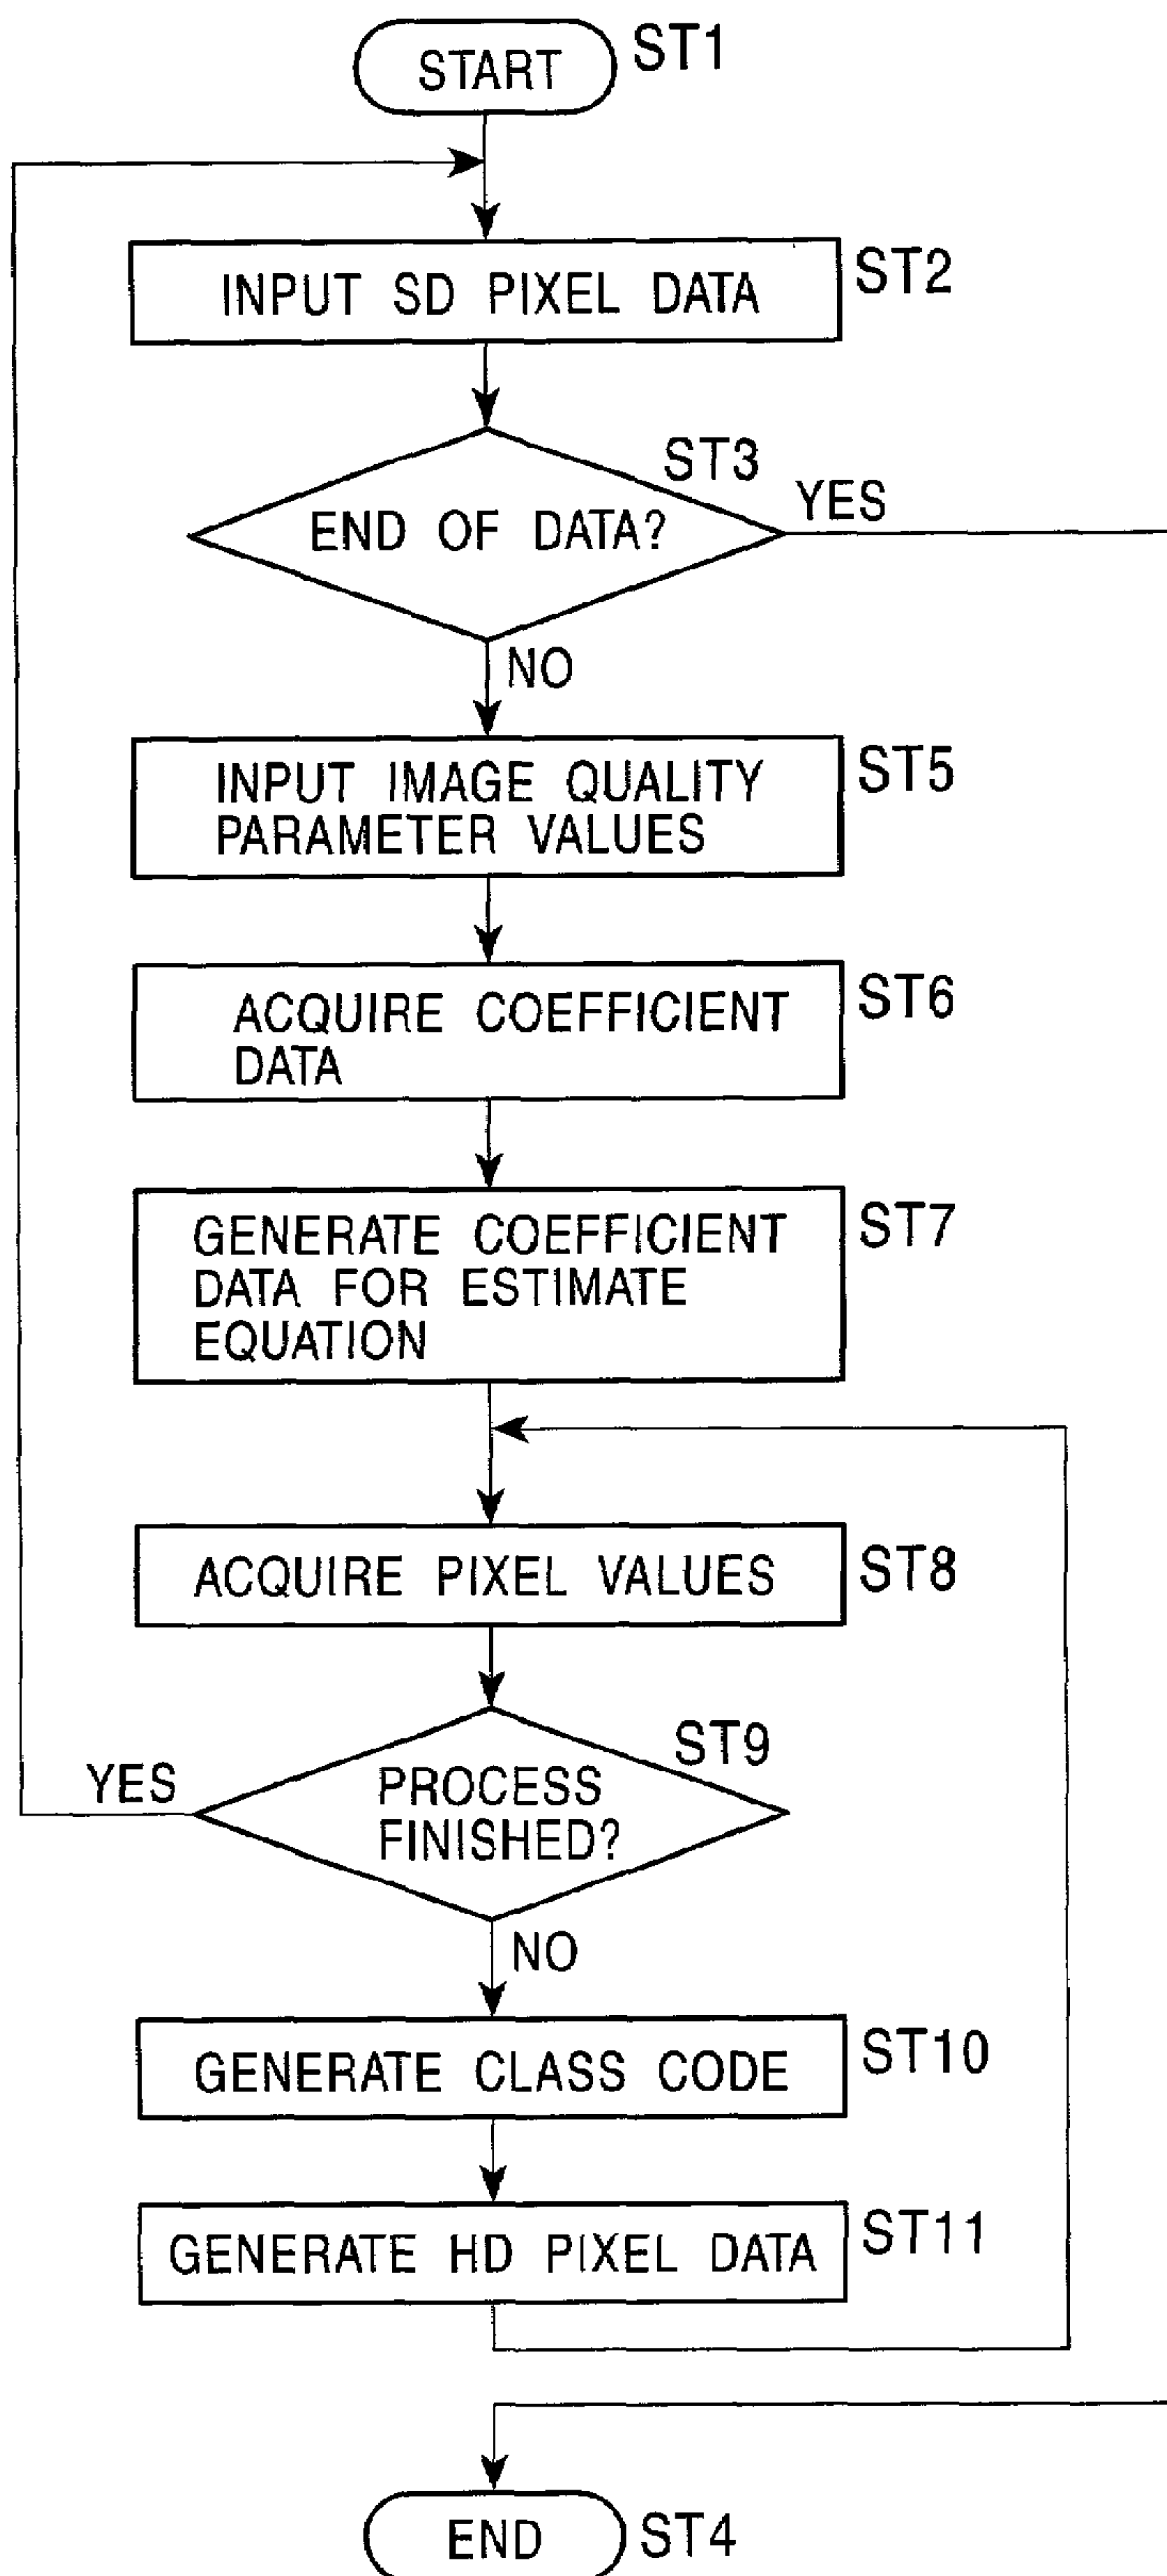 START ST1
INPUT SD PIXEL DATA ST2
ST3
END OF DATA? YES
NO
INPUT IMAGE QUALITY
PARAMETER VALUES ST5
ACQUIRE COEFFICIENT
DATA ST6
GENERATE COEFFICIENT
DATA FOR ESTIMATE
EQUATION ST7
ACQUIRE PIXEL VALUES ST8
ST9
YES
PROCESS
FINISHED?
NO
GENERATE CLASS CODE ST10
GENERATE HD PIXEL DATA ST11
END ST4